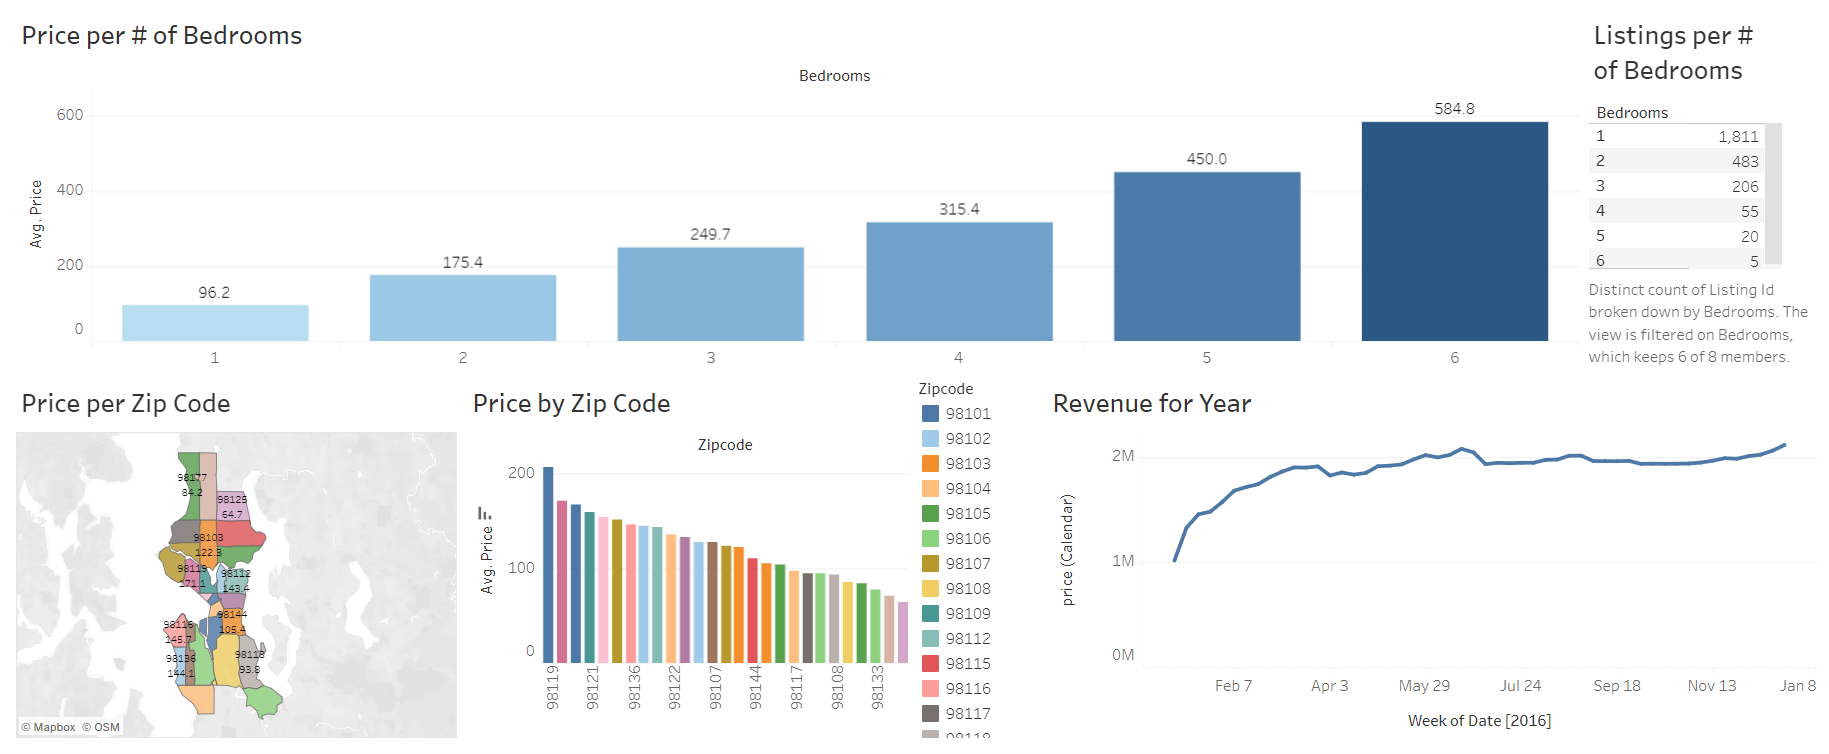 Price per # of Bedrooms
Bedrooms
Avg. Price
600
400
200
0
96.2
175.4
249.7
315.4
450.0
584.8
1
2
3
4
5
6
Listings per #
of Bedrooms
Bedrooms
1 1,811
2 483
3 206
4 55
5 20
6 5
Distinct count of Listing Id
broken down by Bedrooms. The
view is filtered on Bedrooms,
which keeps 6 of 8 members.
Price per Zip Code
98177
84.2
98125
64.7
98103
122.3
98119
171.1
98112
143.4
98144
105.4
98116
145.7
98136
144.1
98118
93.8
© Mapbox © OSM
Price by Zip Code
Zipcode
Avg. Price
200
100
0
98119
98121
98136
98122
98107
98144
98117
98108
98133
Zipcode
98101
98102
98103
98104
98105
98106
98107
98108
98109
98112
98115
98116
98117
98118
Revenue for Year
price (Calendar)
2M
1M
0M
Feb 7
Apr 3
May 29
Jul 24
Sep 18
Nov 13
Jan 8
Week of Date [2016]